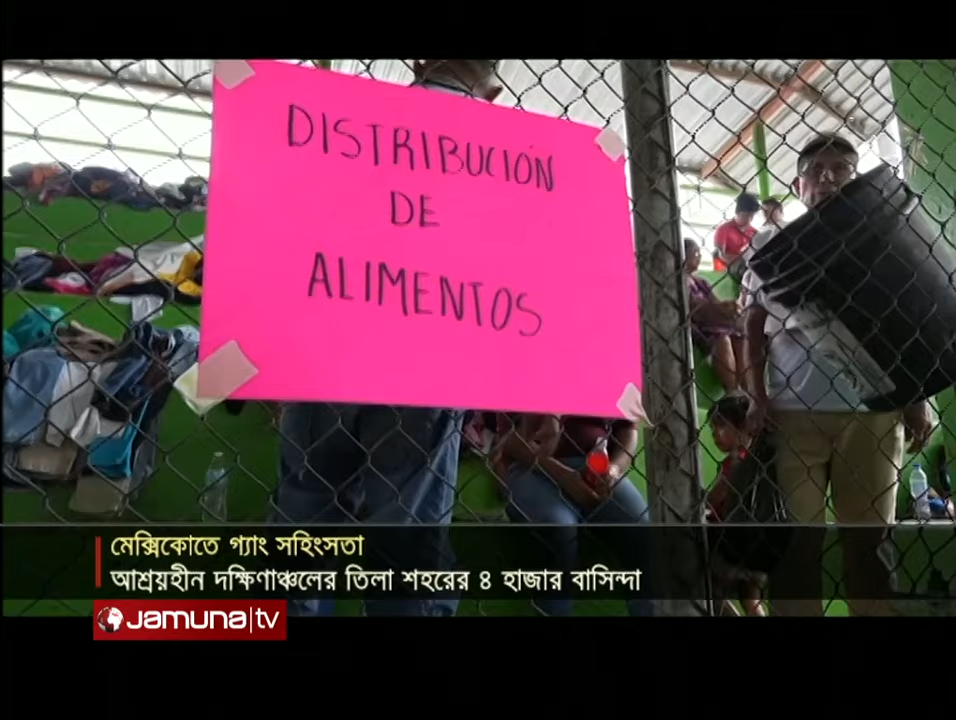 DISTRIBUCIÓN
DE
ALIMENTOS
মেক্সিকোতে গ্যাং সহিংসতা
আশ্রয়হীন দক্ষিণাঞ্চলের তিলা শহরের ৪ হাজার বাসিন্দা
Jamuna|tv